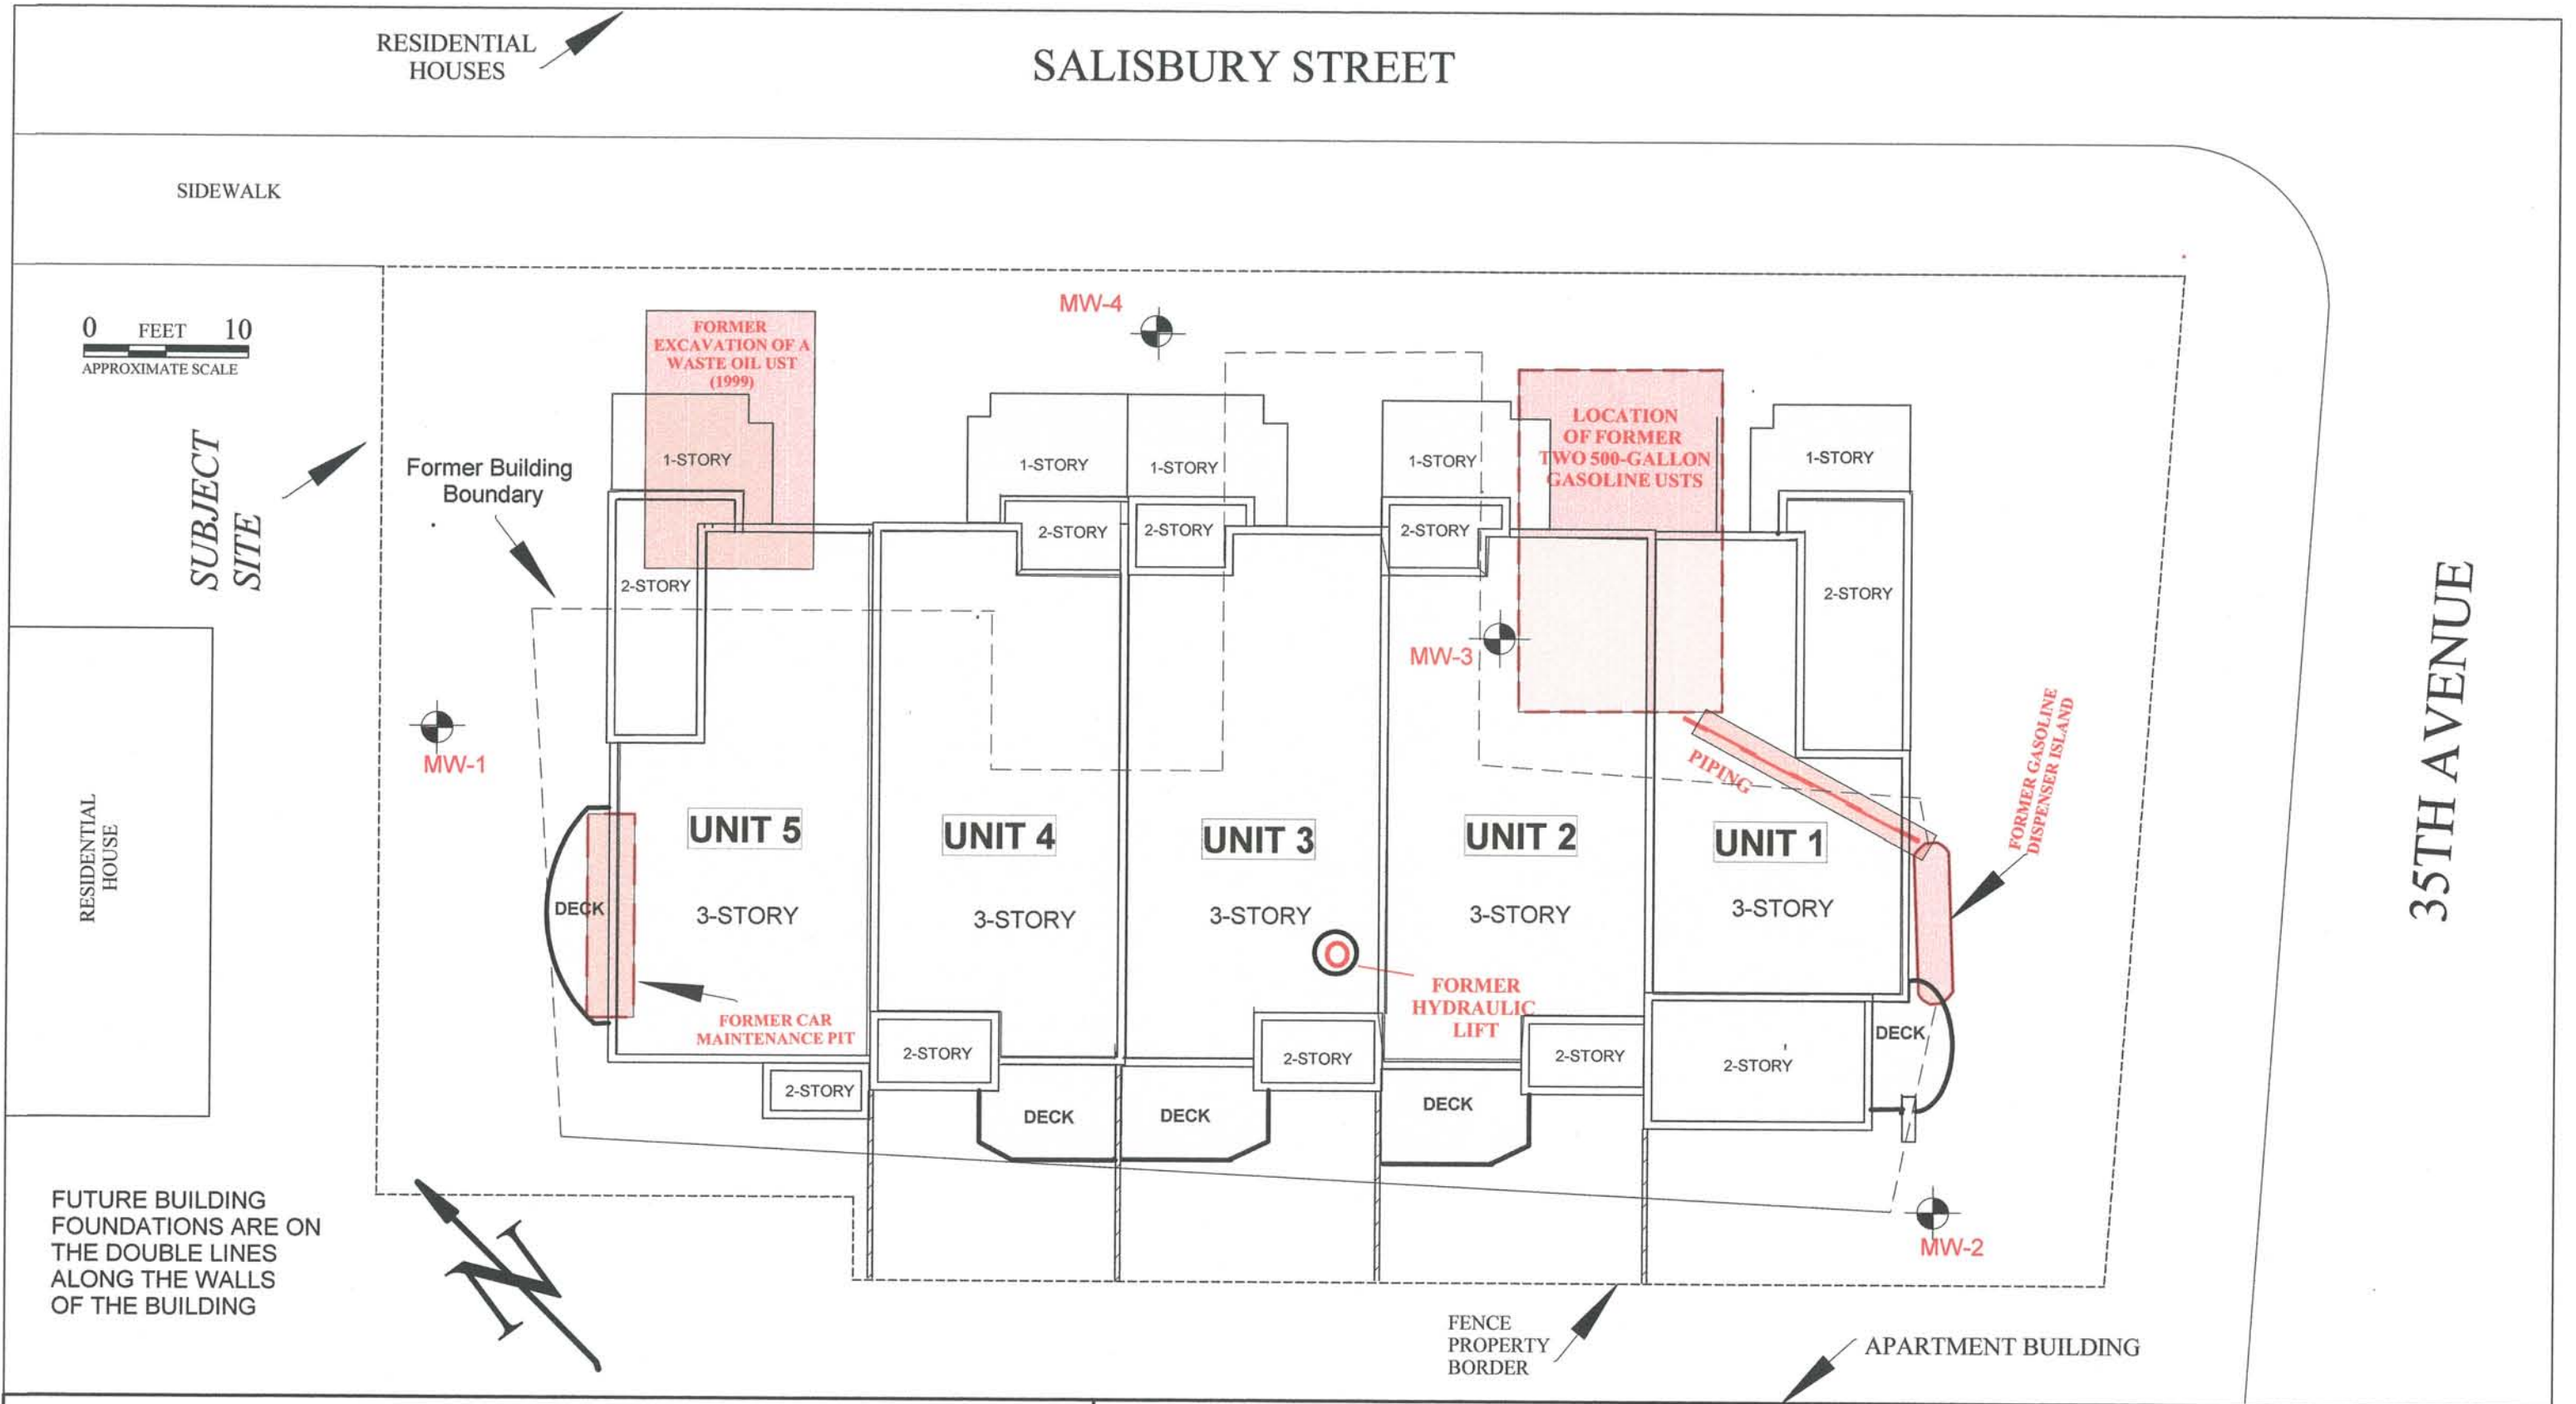 RESIDENTIAL
HOUSES
SALISBURY STREET
SIDEWALK
0 FEET 10
APPROXIMATE SCALE
SUBJECT
SITE
MW-4
FORMER
EXCAVATION OF A
WASTE OIL UST
(1999)
LOCATION
OF FORMER
TWO 500-GALLON
GASOLINE USTS
Former Building
Boundary
1-STORY
1-STORY
1-STORY
1-STORY
1-STORY
2-STORY
2-STORY
2-STORY
2-STORY
2-STORY
MW-3
MW-1
PIPING
FORMER GASOLINE
DISPENSER ISLAND
35TH AVENUE
RESIDENTIAL
HOUSE
UNIT 5
UNIT 4
UNIT 3
UNIT 2
UNIT 1
DECK
3-STORY
3-STORY
3-STORY
3-STORY
3-STORY
FORMER CAR
MAINTENANCE PIT
FORMER
HYDRAULIC
LIFT
2-STORY
2-STORY
2-STORY
2-STORY
2-STORY
DECK
DECK
DECK
DECK
MW-2
FUTURE BUILDING
FOUNDATIONS ARE ON
THE DOUBLE LINES
ALONG THE WALLS
OF THE BUILDING
N
FENCE
PROPERTY
BORDER
APARTMENT BUILDING